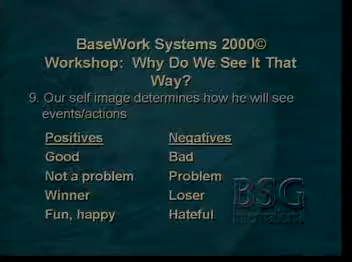 BaseWork Systems 2000©
Workshop: Why Do We See It That
Way?
9. Our self image determines how he will see
events/actions
Positives Negatives
Good Bad
Not a problem Problem
Winner Loser
Fun, happy Hateful
BSG
International